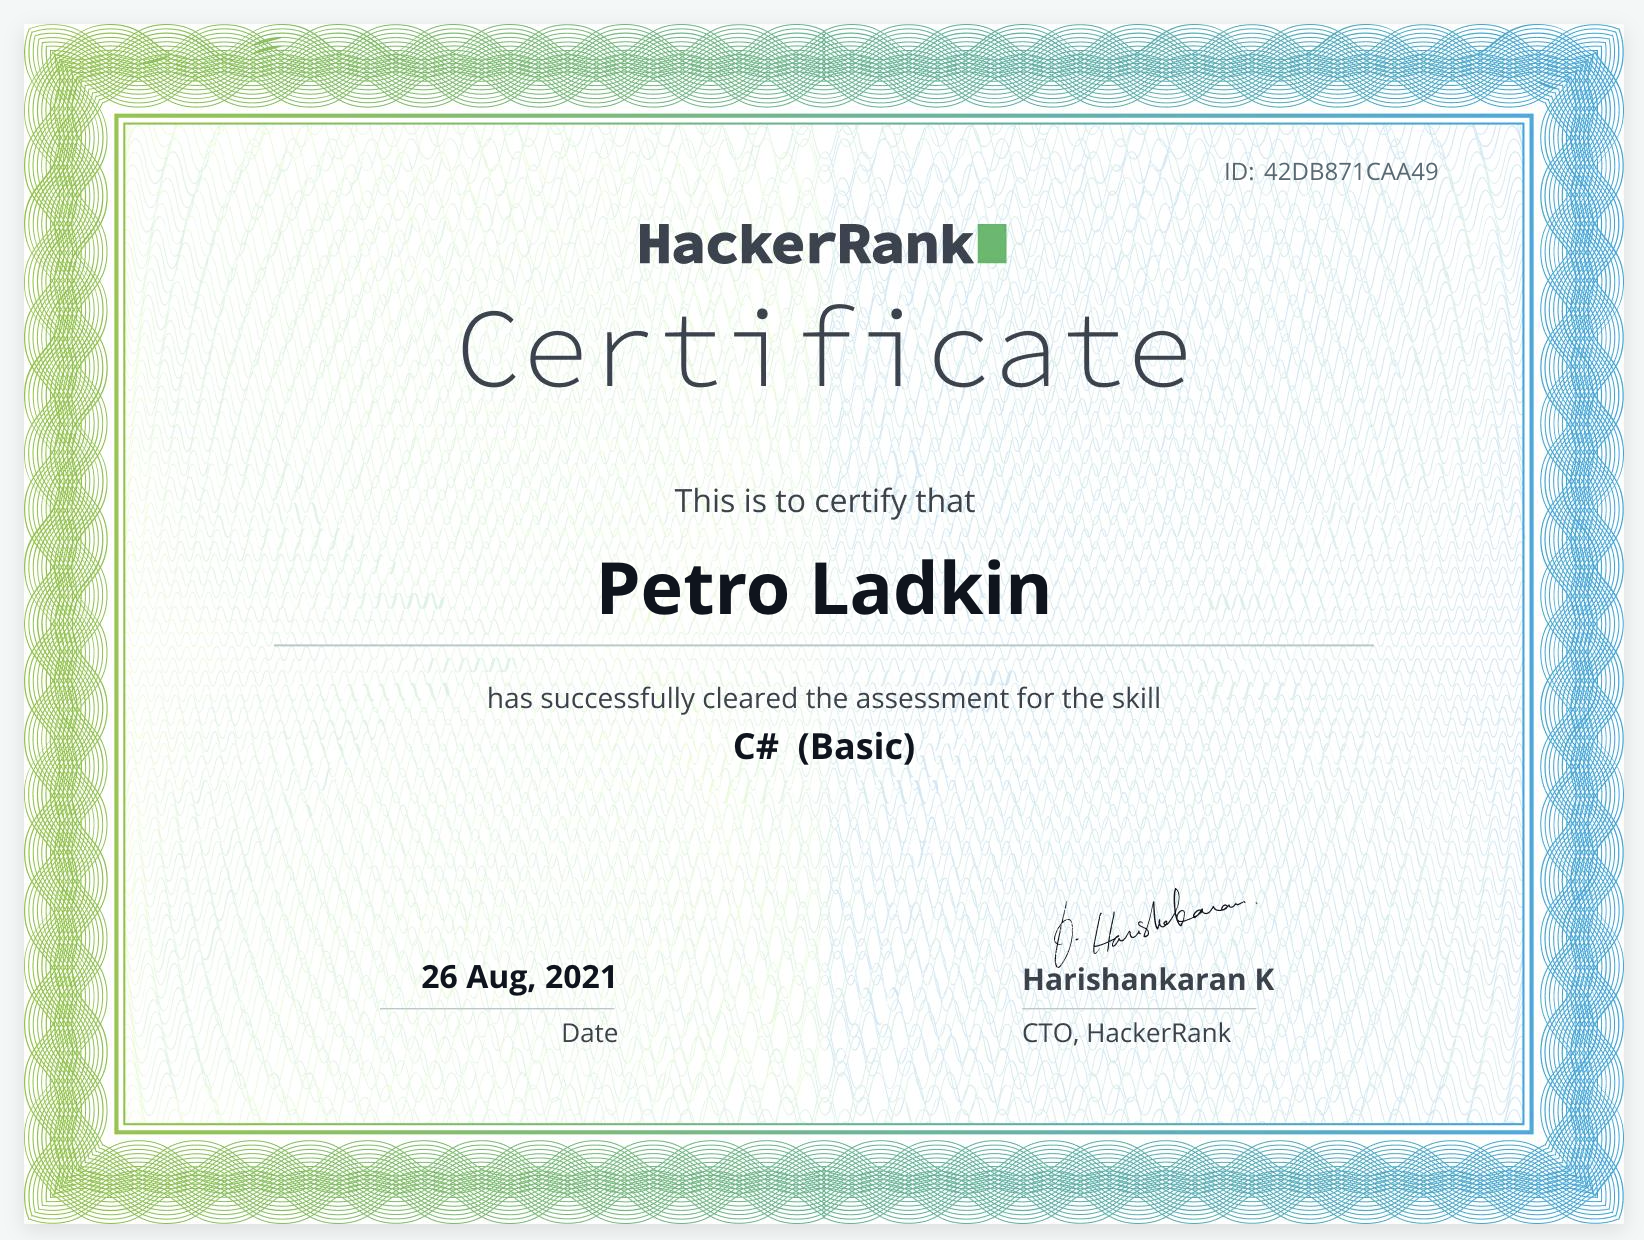 ID: 42DB871CAA49
HackerRank
Certificate
This is to certify that
Petro Ladkin
has successfully cleared the assessment for the skill
C# (Basic)
26 Aug, 2021
Date
D. Harishankaran
Harishankaran K
CTO, HackerRank